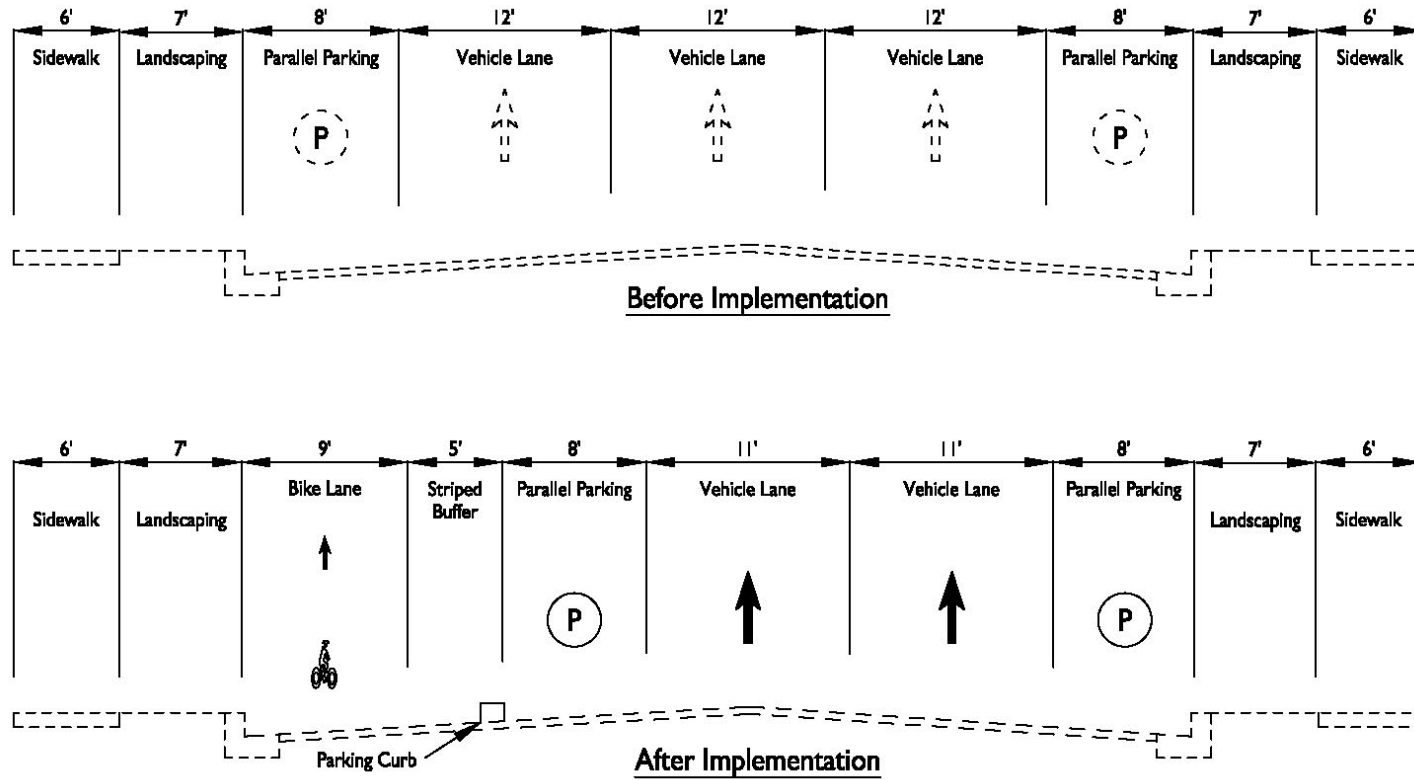 6' 7' 8' 12' 12' 12' 8' 7' 6'
Sidewalk Landscaping Parallel Parking Vehicle Lane Vehicle Lane Vehicle Lane Parallel Parking Landscaping Sidewalk
P P
Before Implementation
6' 7' 9' 5' 8' 11' 11' 8' 7' 6'
Bike Lane Striped Parallel Parking Vehicle Lane Vehicle Lane Parallel Parking
Buffer
Sidewalk Landscaping Landscaping Sidewalk
P P
Parking Curb
After Implementation